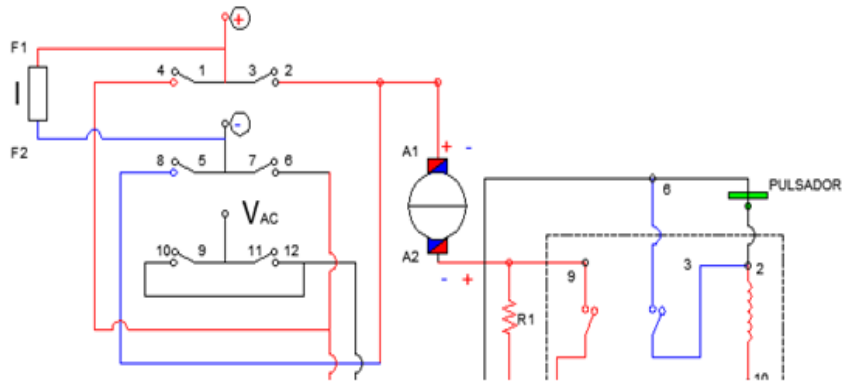 +
F1
4 1 3 2
-
F2
8 5 7 6
A1 + -
6 PULSADOR
VAC
10 9 11 12
A2 - +
9 3 2
R1
10